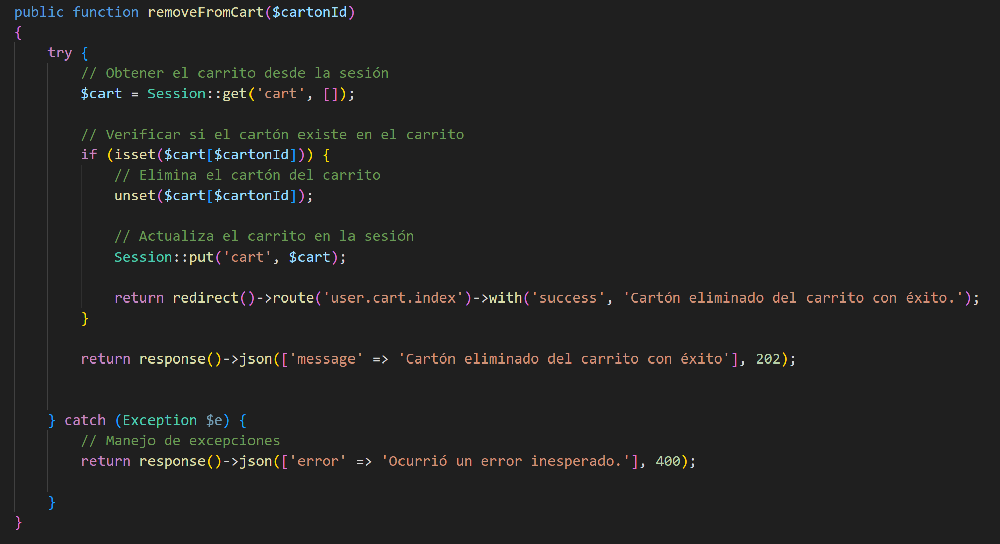 public function removeFromCart($cartonId)
{
    try {
        // Obtener el carrito desde la sesión
        $cart = Session::get('cart', []);

        // Verificar si el cartón existe en el carrito
        if (isset($cart[$cartonId])) {
            // Elimina el cartón del carrito
            unset($cart[$cartonId]);

            // Actualiza el carrito en la sesión
            Session::put('cart', $cart);

            return redirect()->route('user.cart.index')->with('success', 'Cartón eliminado del carrito con éxito.');
        }

        return response()->json(['message' => 'Cartón eliminado del carrito con éxito'], 202);


    } catch (Exception $e) {
        // Manejo de excepciones
        return response()->json(['error' => 'Ocurrió un error inesperado.'], 400);

    }
}